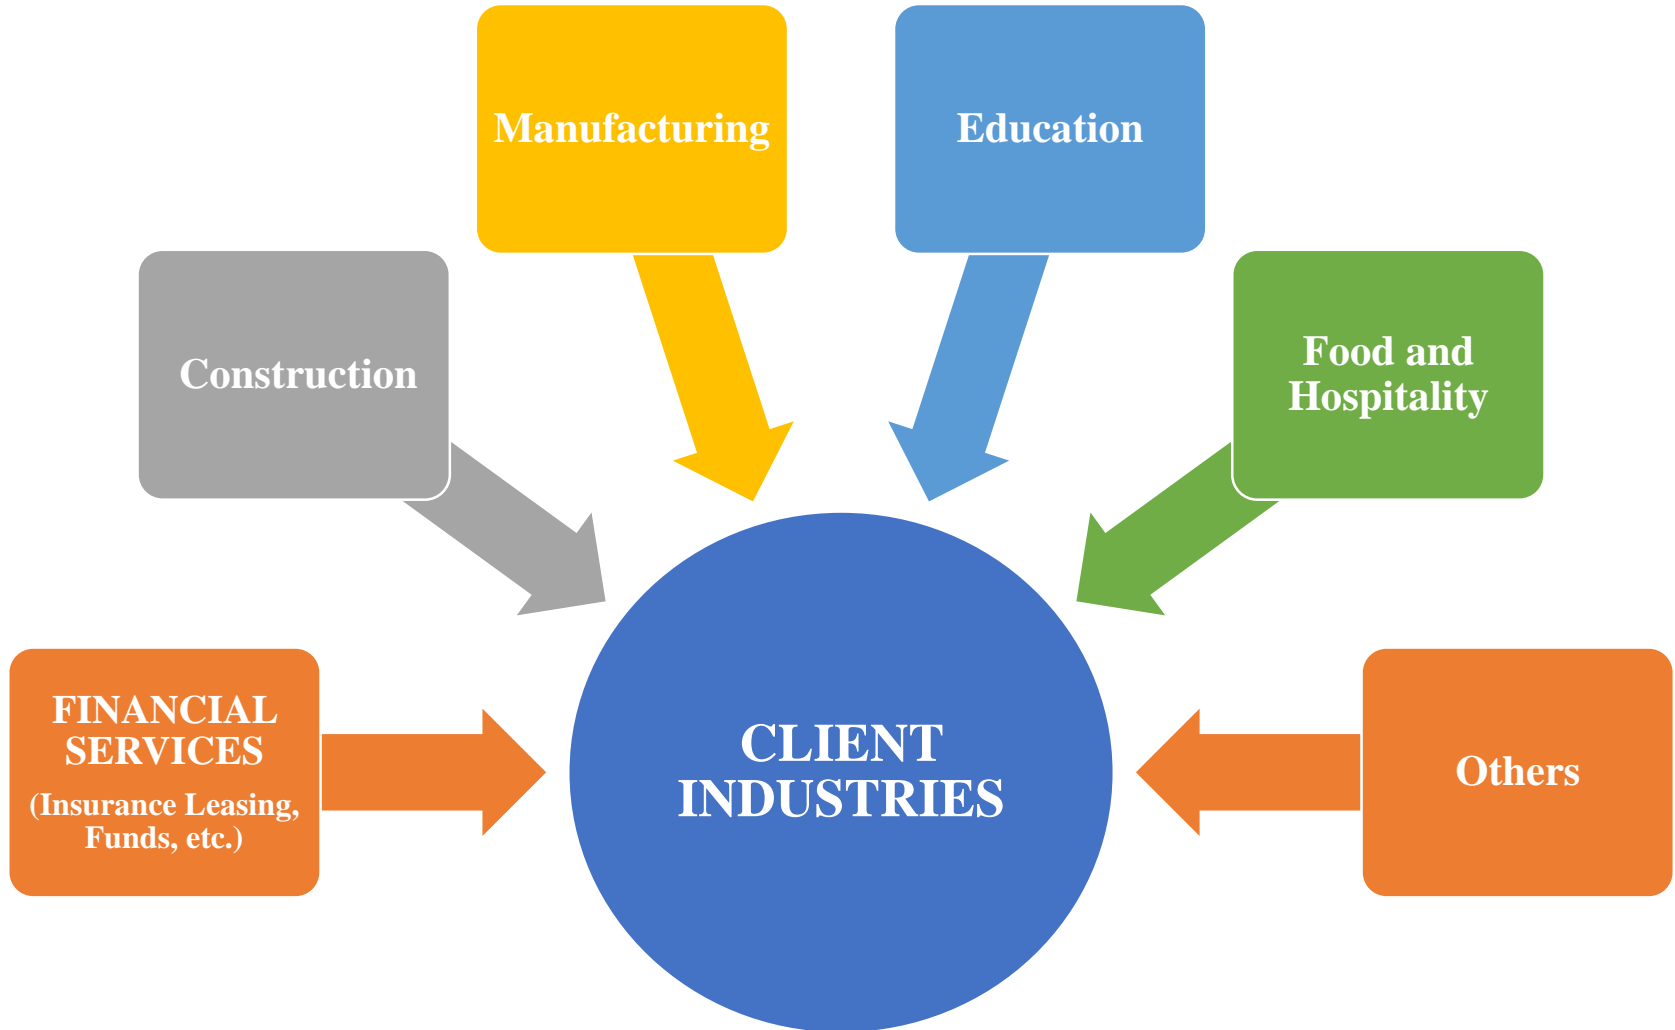 Manufacturing
Education
Construction
Food and
Hospitality
FINANCIAL
SERVICES
(Insurance Leasing,
Funds, etc.)
CLIENT
INDUSTRIES
Others